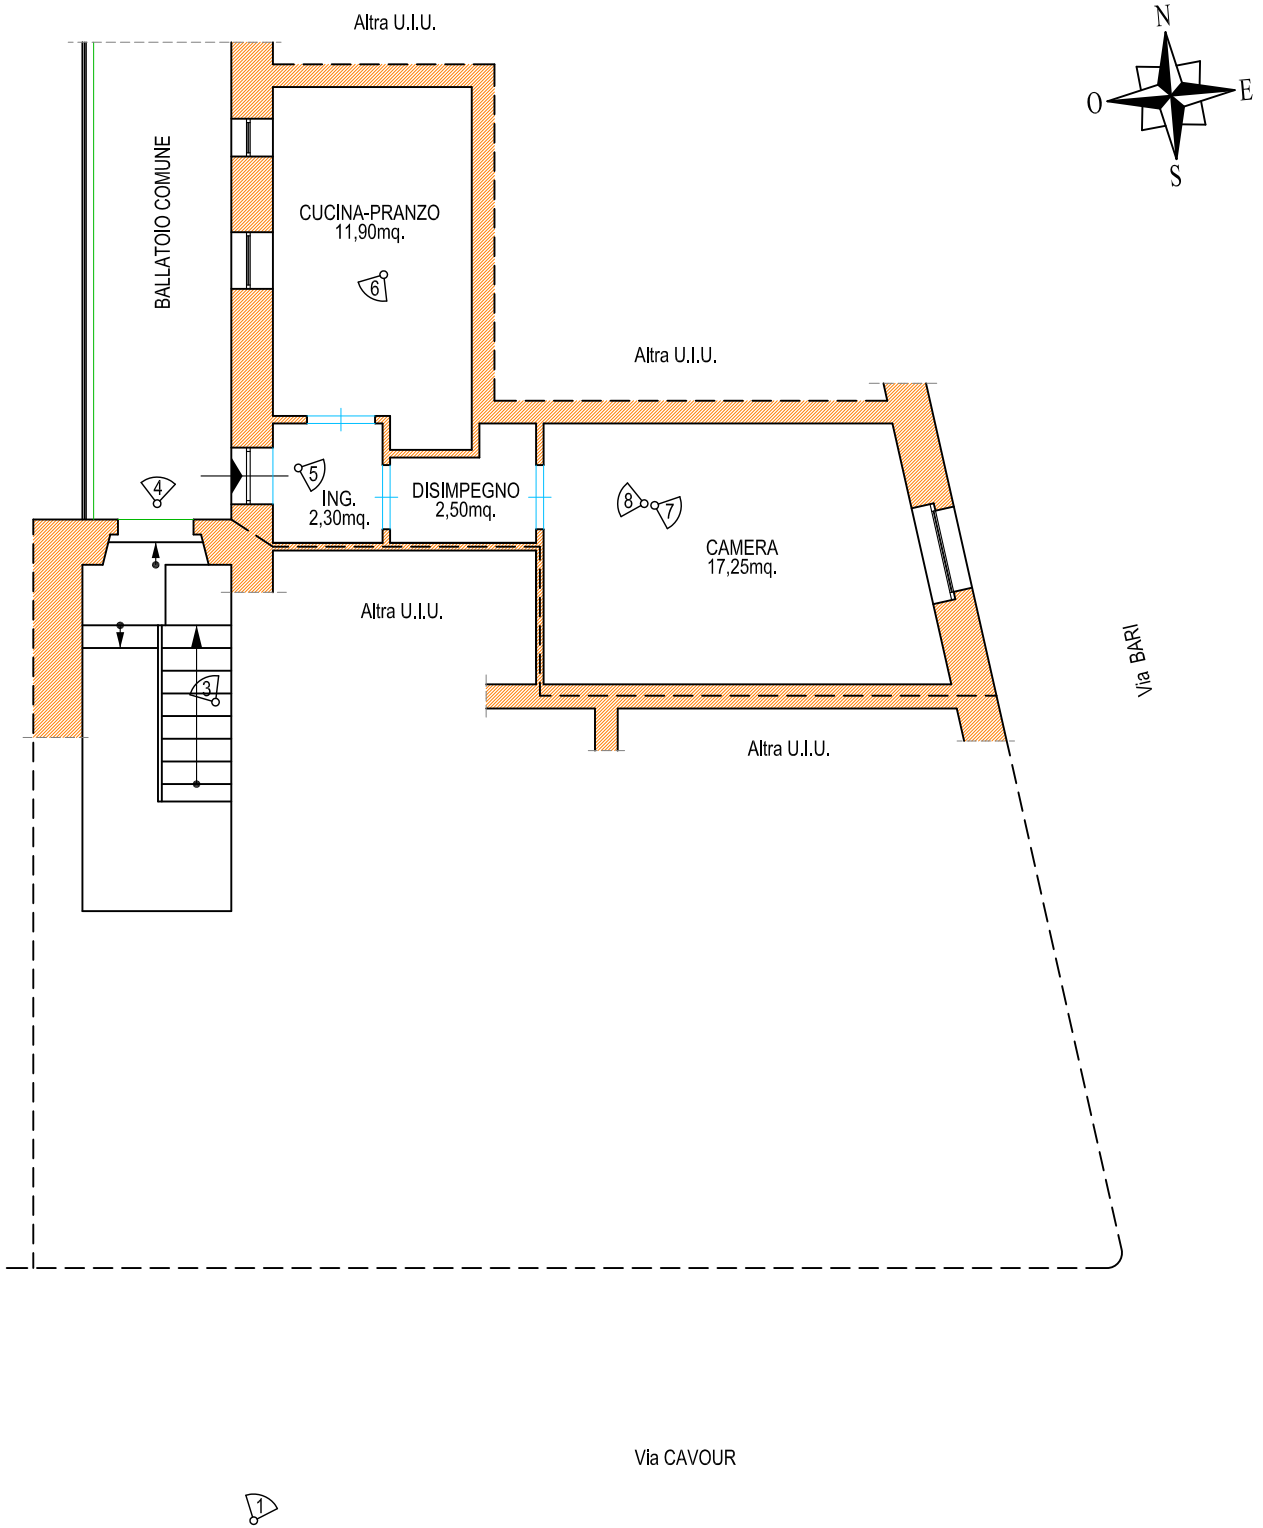 Altra U.I.U.
N
O
E
S
BALLATOIO COMUNE
CUCINA-PRANZO
11,90mq.
6
Altra U.I.U.
4
5
ING.
2,30mq.
DISIMPEGNO
2,50mq.
8
7
CAMERA
17,25mq.
Altra U.I.U.
Via BARI
3
Altra U.I.U.
Via CAVOUR
1